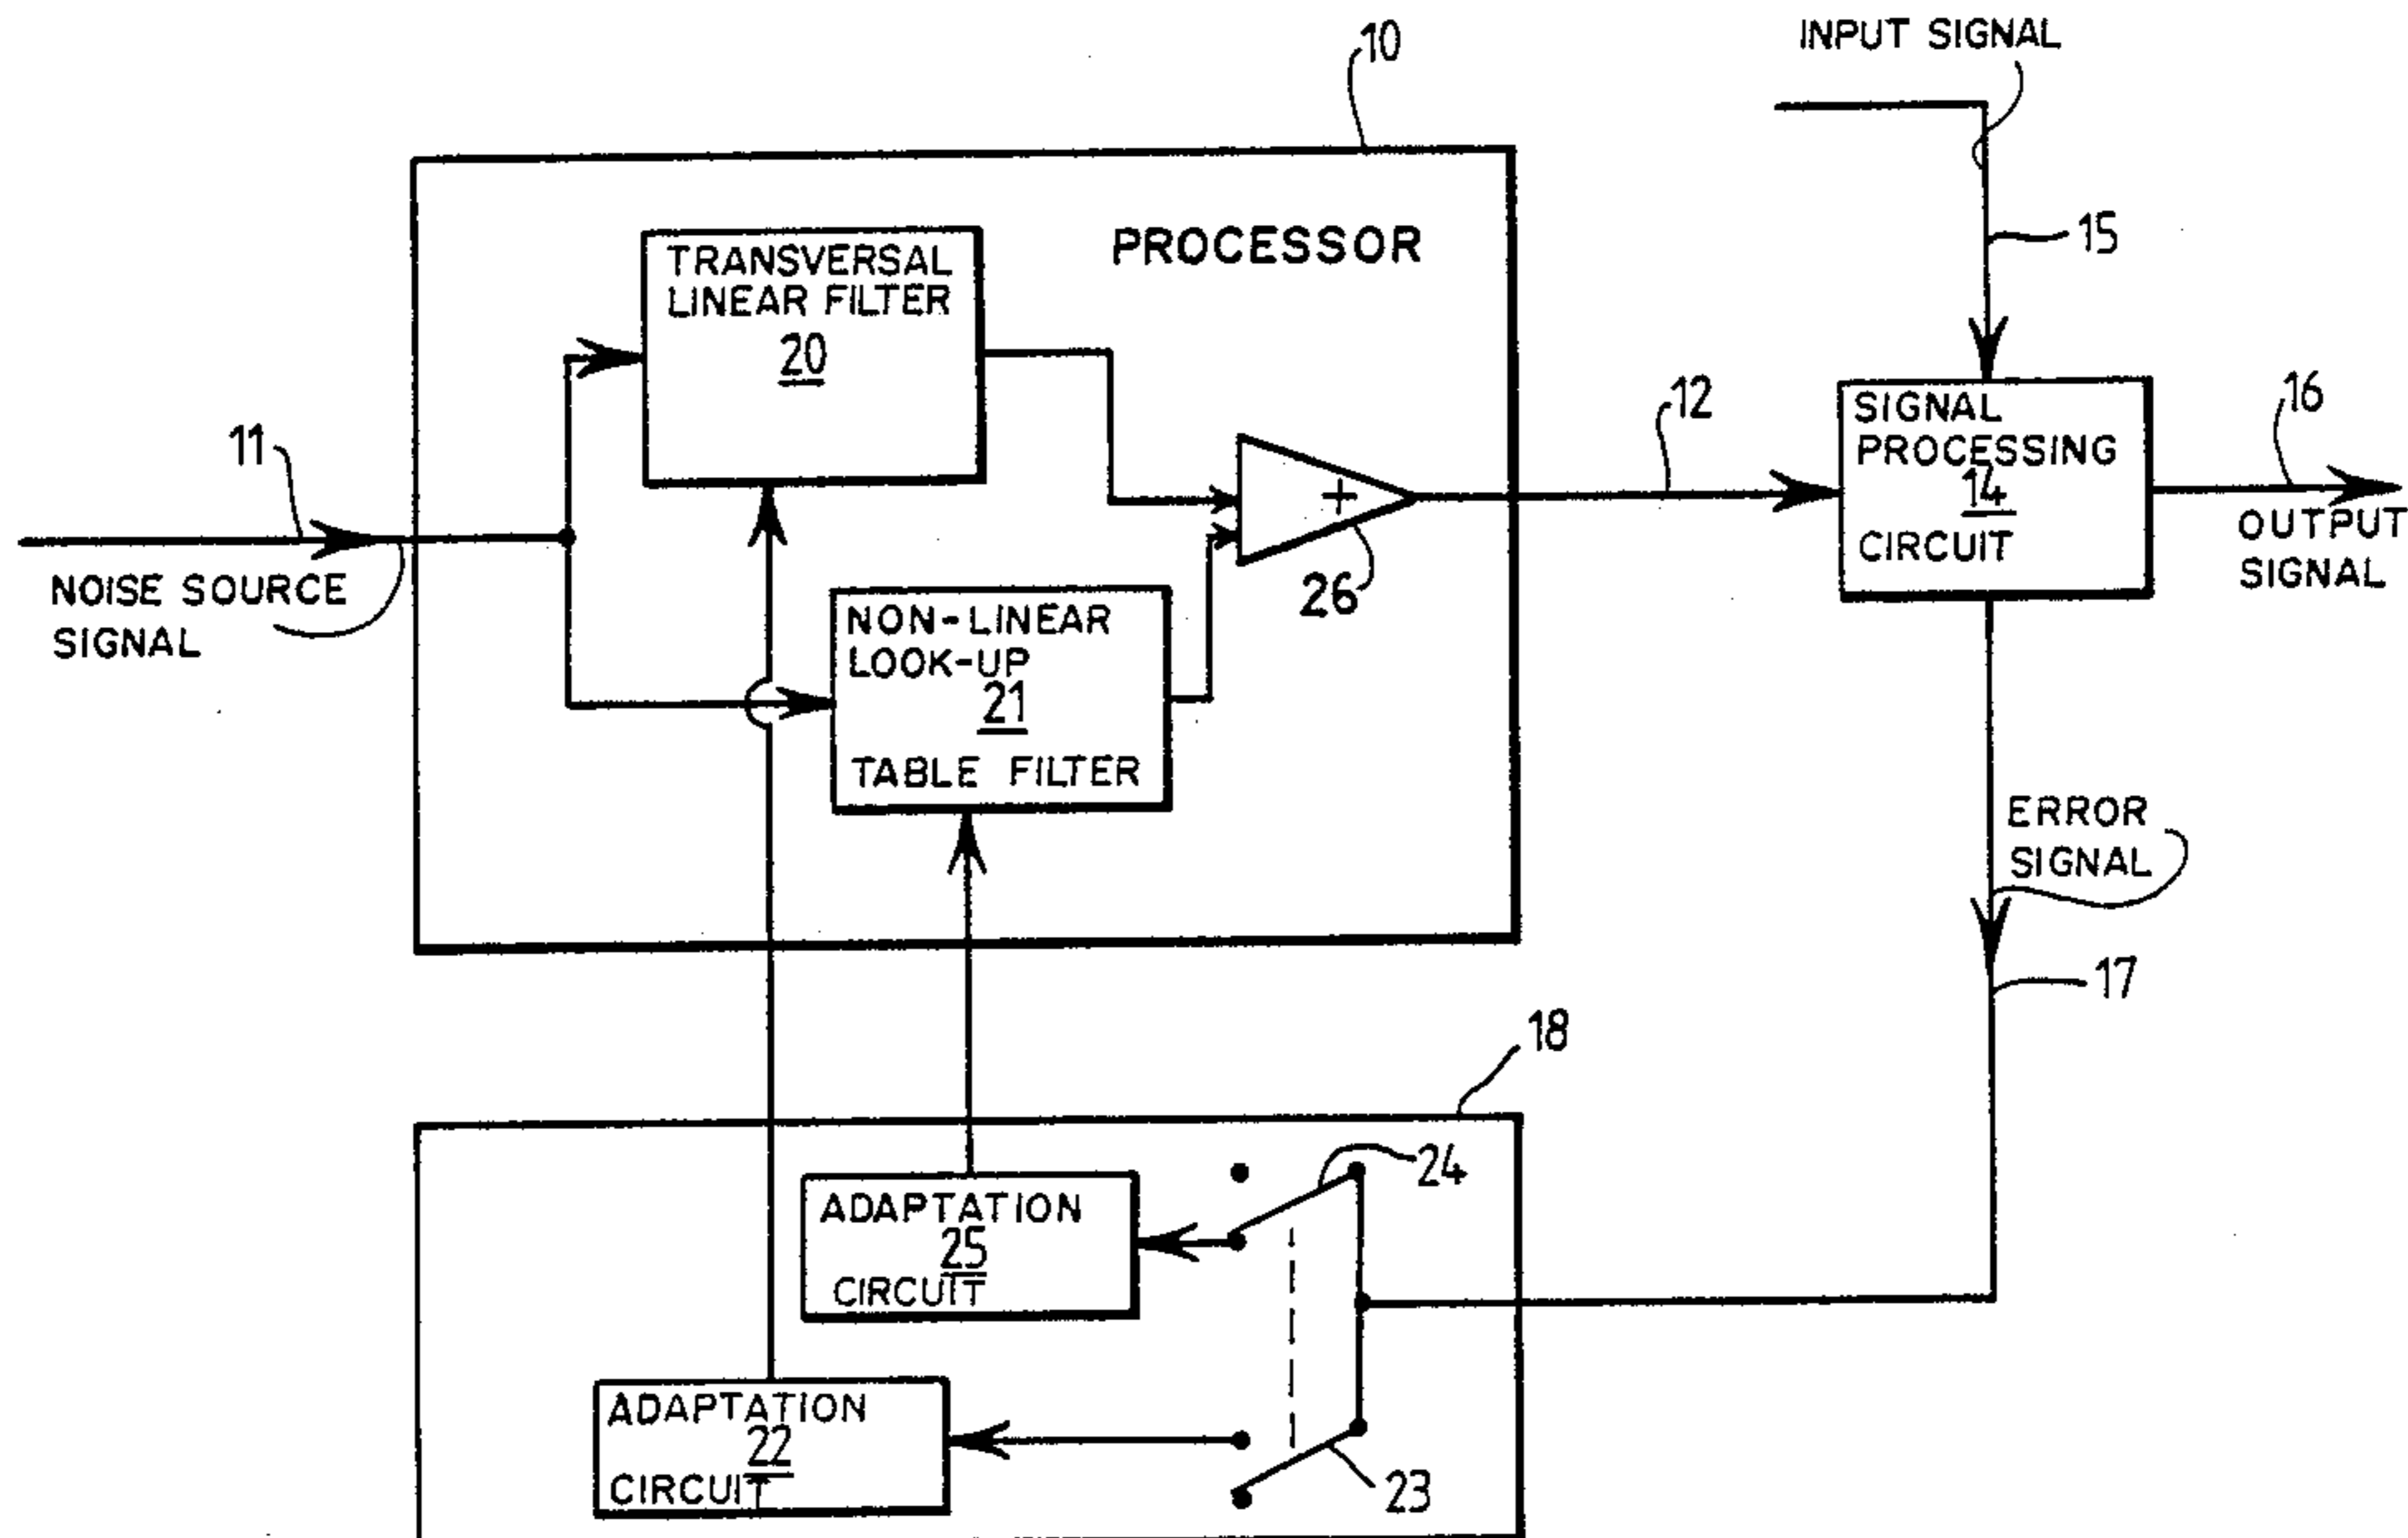 INPUT SIGNAL
10
PROCESSOR
TRANSVERSAL
LINEAR FILTER
20
15
11
NOISE SOURCE
SIGNAL
NON-LINEAR
LOOK-UP
21
TABLE FILTER
+
26
12
SIGNAL
PROCESSING
14
CIRCUIT
16
OUTPUT
SIGNAL
ERROR
SIGNAL
17
18
24
ADAPTATION
25
CIRCUIT
ADAPTATION
22
CIRCUIT
23